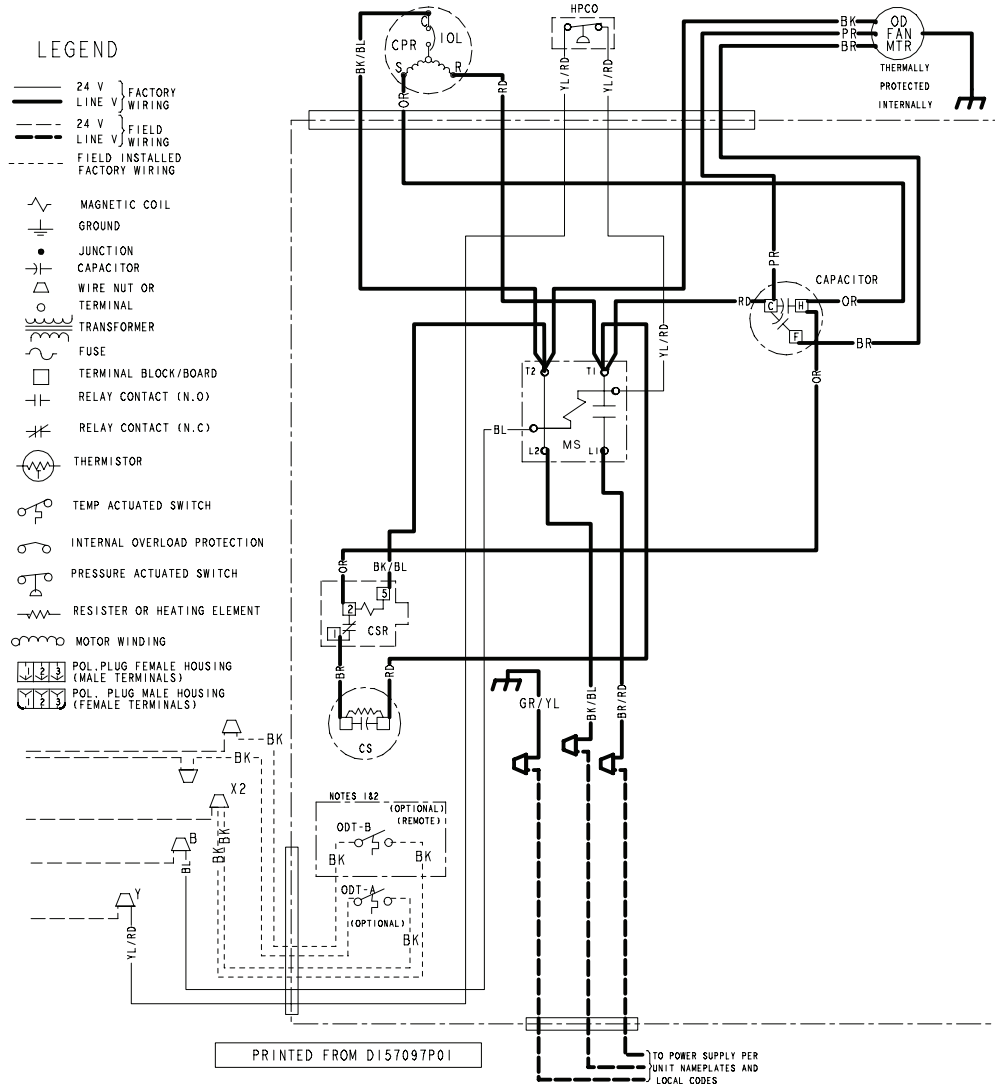 LEGEND
24 V
LINE V
FACTORY
WIRING
24 V
LINE V
FIELD
WIRING
FIELD INSTALLED
FACTORY WIRING
MAGNETIC COIL
GROUND
JUNCTION
CAPACITOR
WIRE NUT OR
TERMINAL
TRANSFORMER
FUSE
TERMINAL BLOCK/BOARD
RELAY CONTACT (N.O)
RELAY CONTACT (N.C)
THERMISTOR
TEMP ACTUATED SWITCH
INTERNAL OVERLOAD PROTECTION
PRESSURE ACTUATED SWITCH
RESISTER OR HEATING ELEMENT
MOTOR WINDING
1 2 3
POL. PLUG FEMALE HOUSING
(MALE TERMINALS)
1 2 3
POL. PLUG MALE HOUSING
(FEMALE TERMINALS)
BK/BL
C
CPR
IOL
S
R
OR
RD
HPCO
YL/RD
YL/RD
BK
PR
BR
OD
FAN
MTR
THERMALLY
PROTECTED
INTERNALLY
PR
CAPACITOR
RD
C
H
OR
F
BR
OR
YL/RD
T2
T1
BL
MS
L2
L1
OR
BK/BL
5
2
1
CSR
BR
RD
CS
GR/YL
BK/BL
BR/RD
BK
BK
X2
BK
BK
B
BL
Y
YL/RD
NOTES 1&2
(OPTIONAL)
(REMOTE)
ODT-B
BK
BK
ODT-A
(OPTIONAL)
BK
PRINTED FROM D157097P01
TO POWER SUPPLY PER
UNIT NAMEPLATES AND
LOCAL CODES